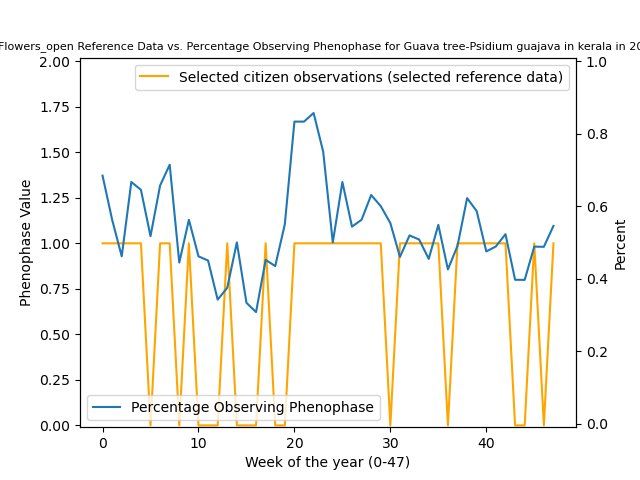 Flowers_open Reference Data vs. Percentage Observing Phenophase for Guava tree-Psidium guajava in kerala in 20
2.00
1.75
1.50
1.25
1.00
0.75
0.50
0.25
0.00
Phenophase Value
Selected citizen observations (selected reference data)
Percentage Observing Phenophase
1.0
0.8
0.6
0.4
0.2
0.0
Percent
0 10 20 30 40
Week of the year (0-47)